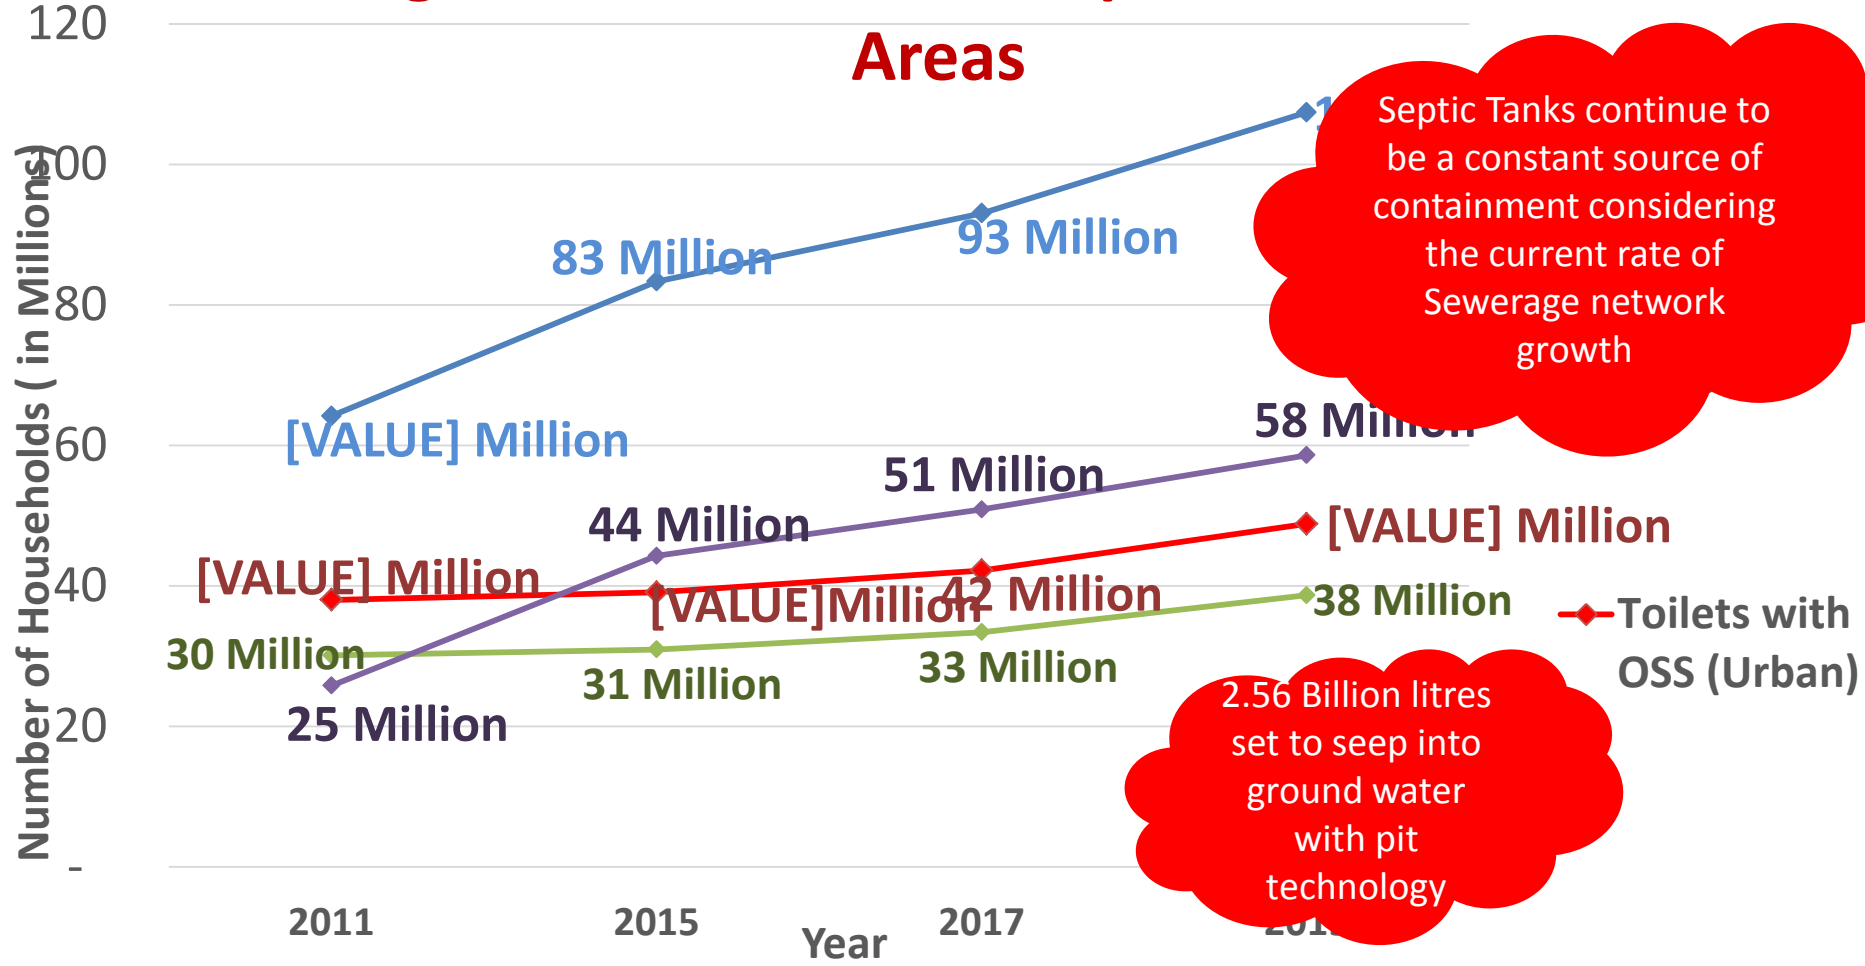 Areas
120
100
80
60
40
20
-
Number of Households ( in Millions)
83 Million
93 Million
[VALUE] Million
58 Million
51 Million
44 Million
25 Million
[VALUE] Million
[VALUE]Million
42 Million
[VALUE] Million
30 Million
31 Million
33 Million
38 Million
Septic Tanks continue to
be a constant source of
containment considering
the current rate of
Sewerage network
growth
Toilets with
OSS (Urban)
2.56 Billion litres
set to seep into
ground water
with pit
technology
2011
2015
2017
Year